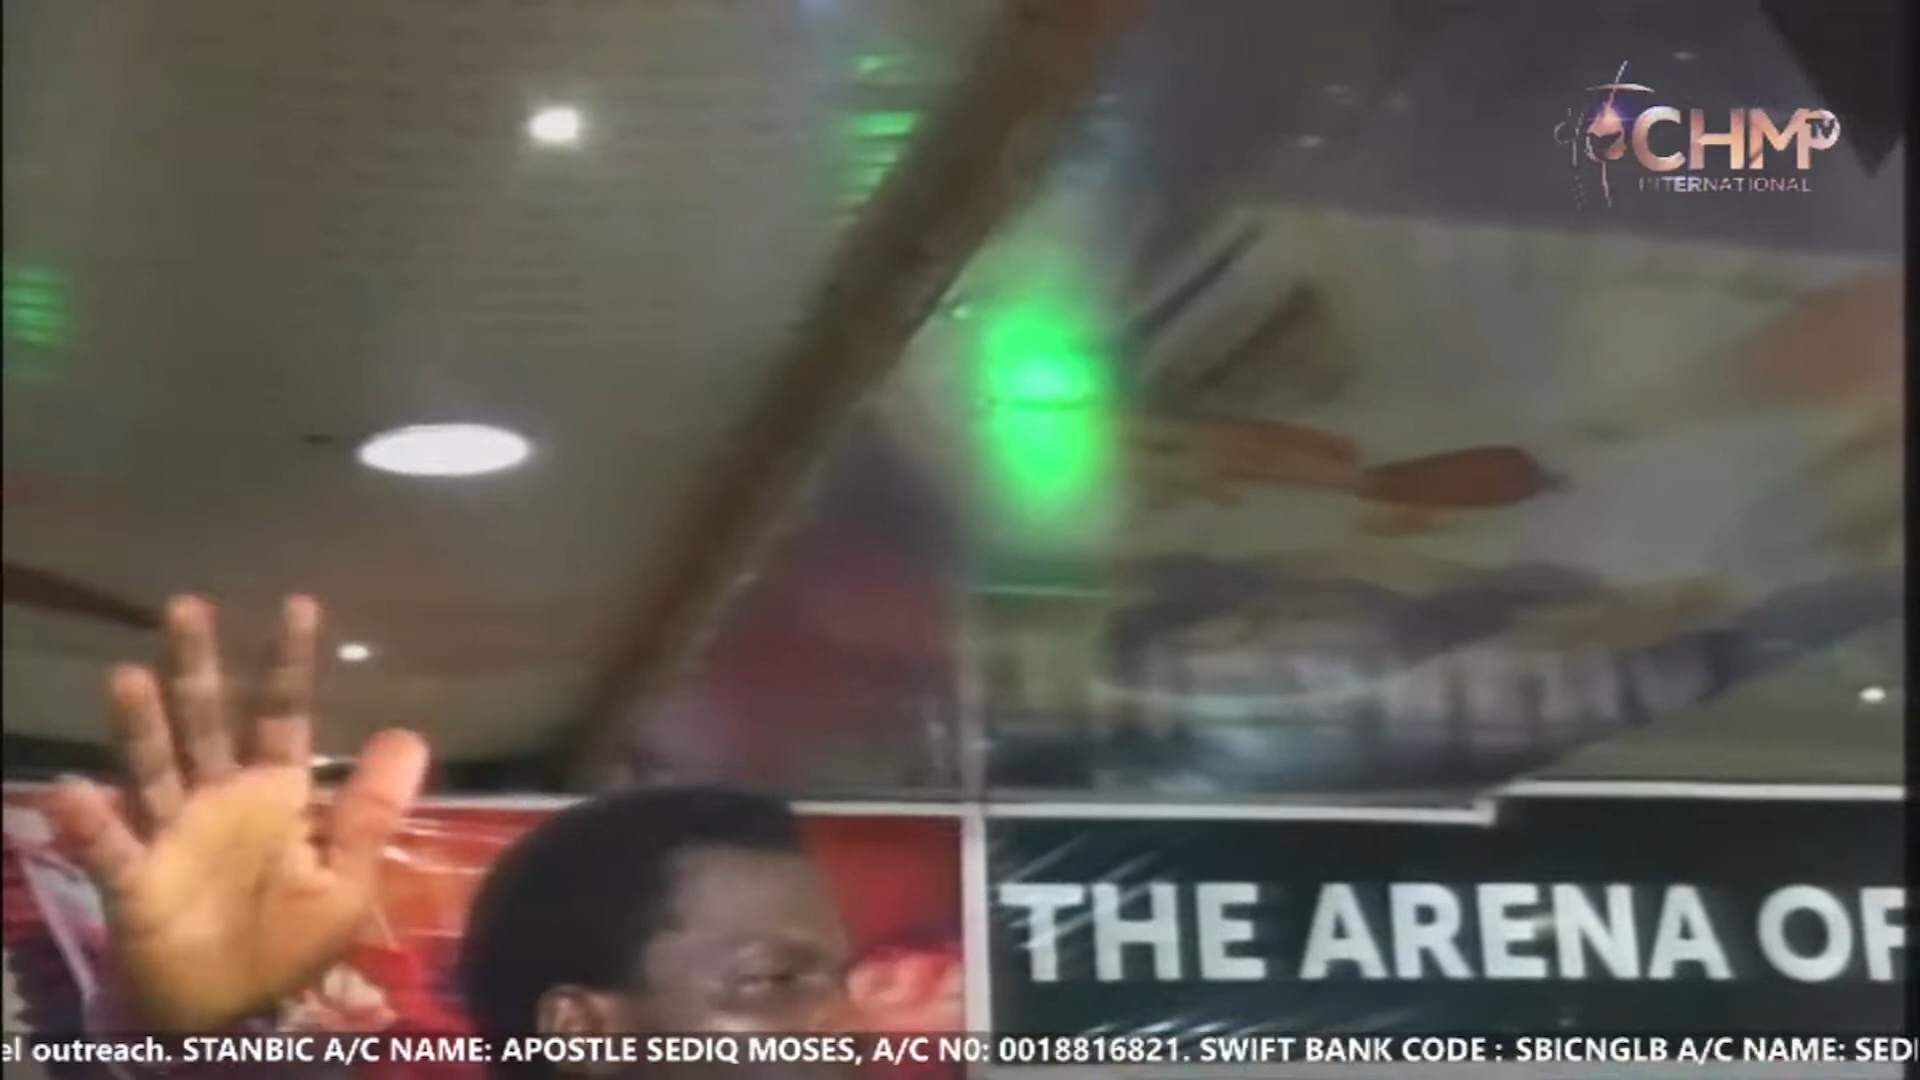 CHMP
TV
INTERNATIONAL
THE ARENA OF
el outreach. STANBIC A/C NAME: APOSTLE SEDIQ MOSES, A/C N0: 0018816821. SWIFT BANK CODE : SBICNGLB A/C NAME: SEDI